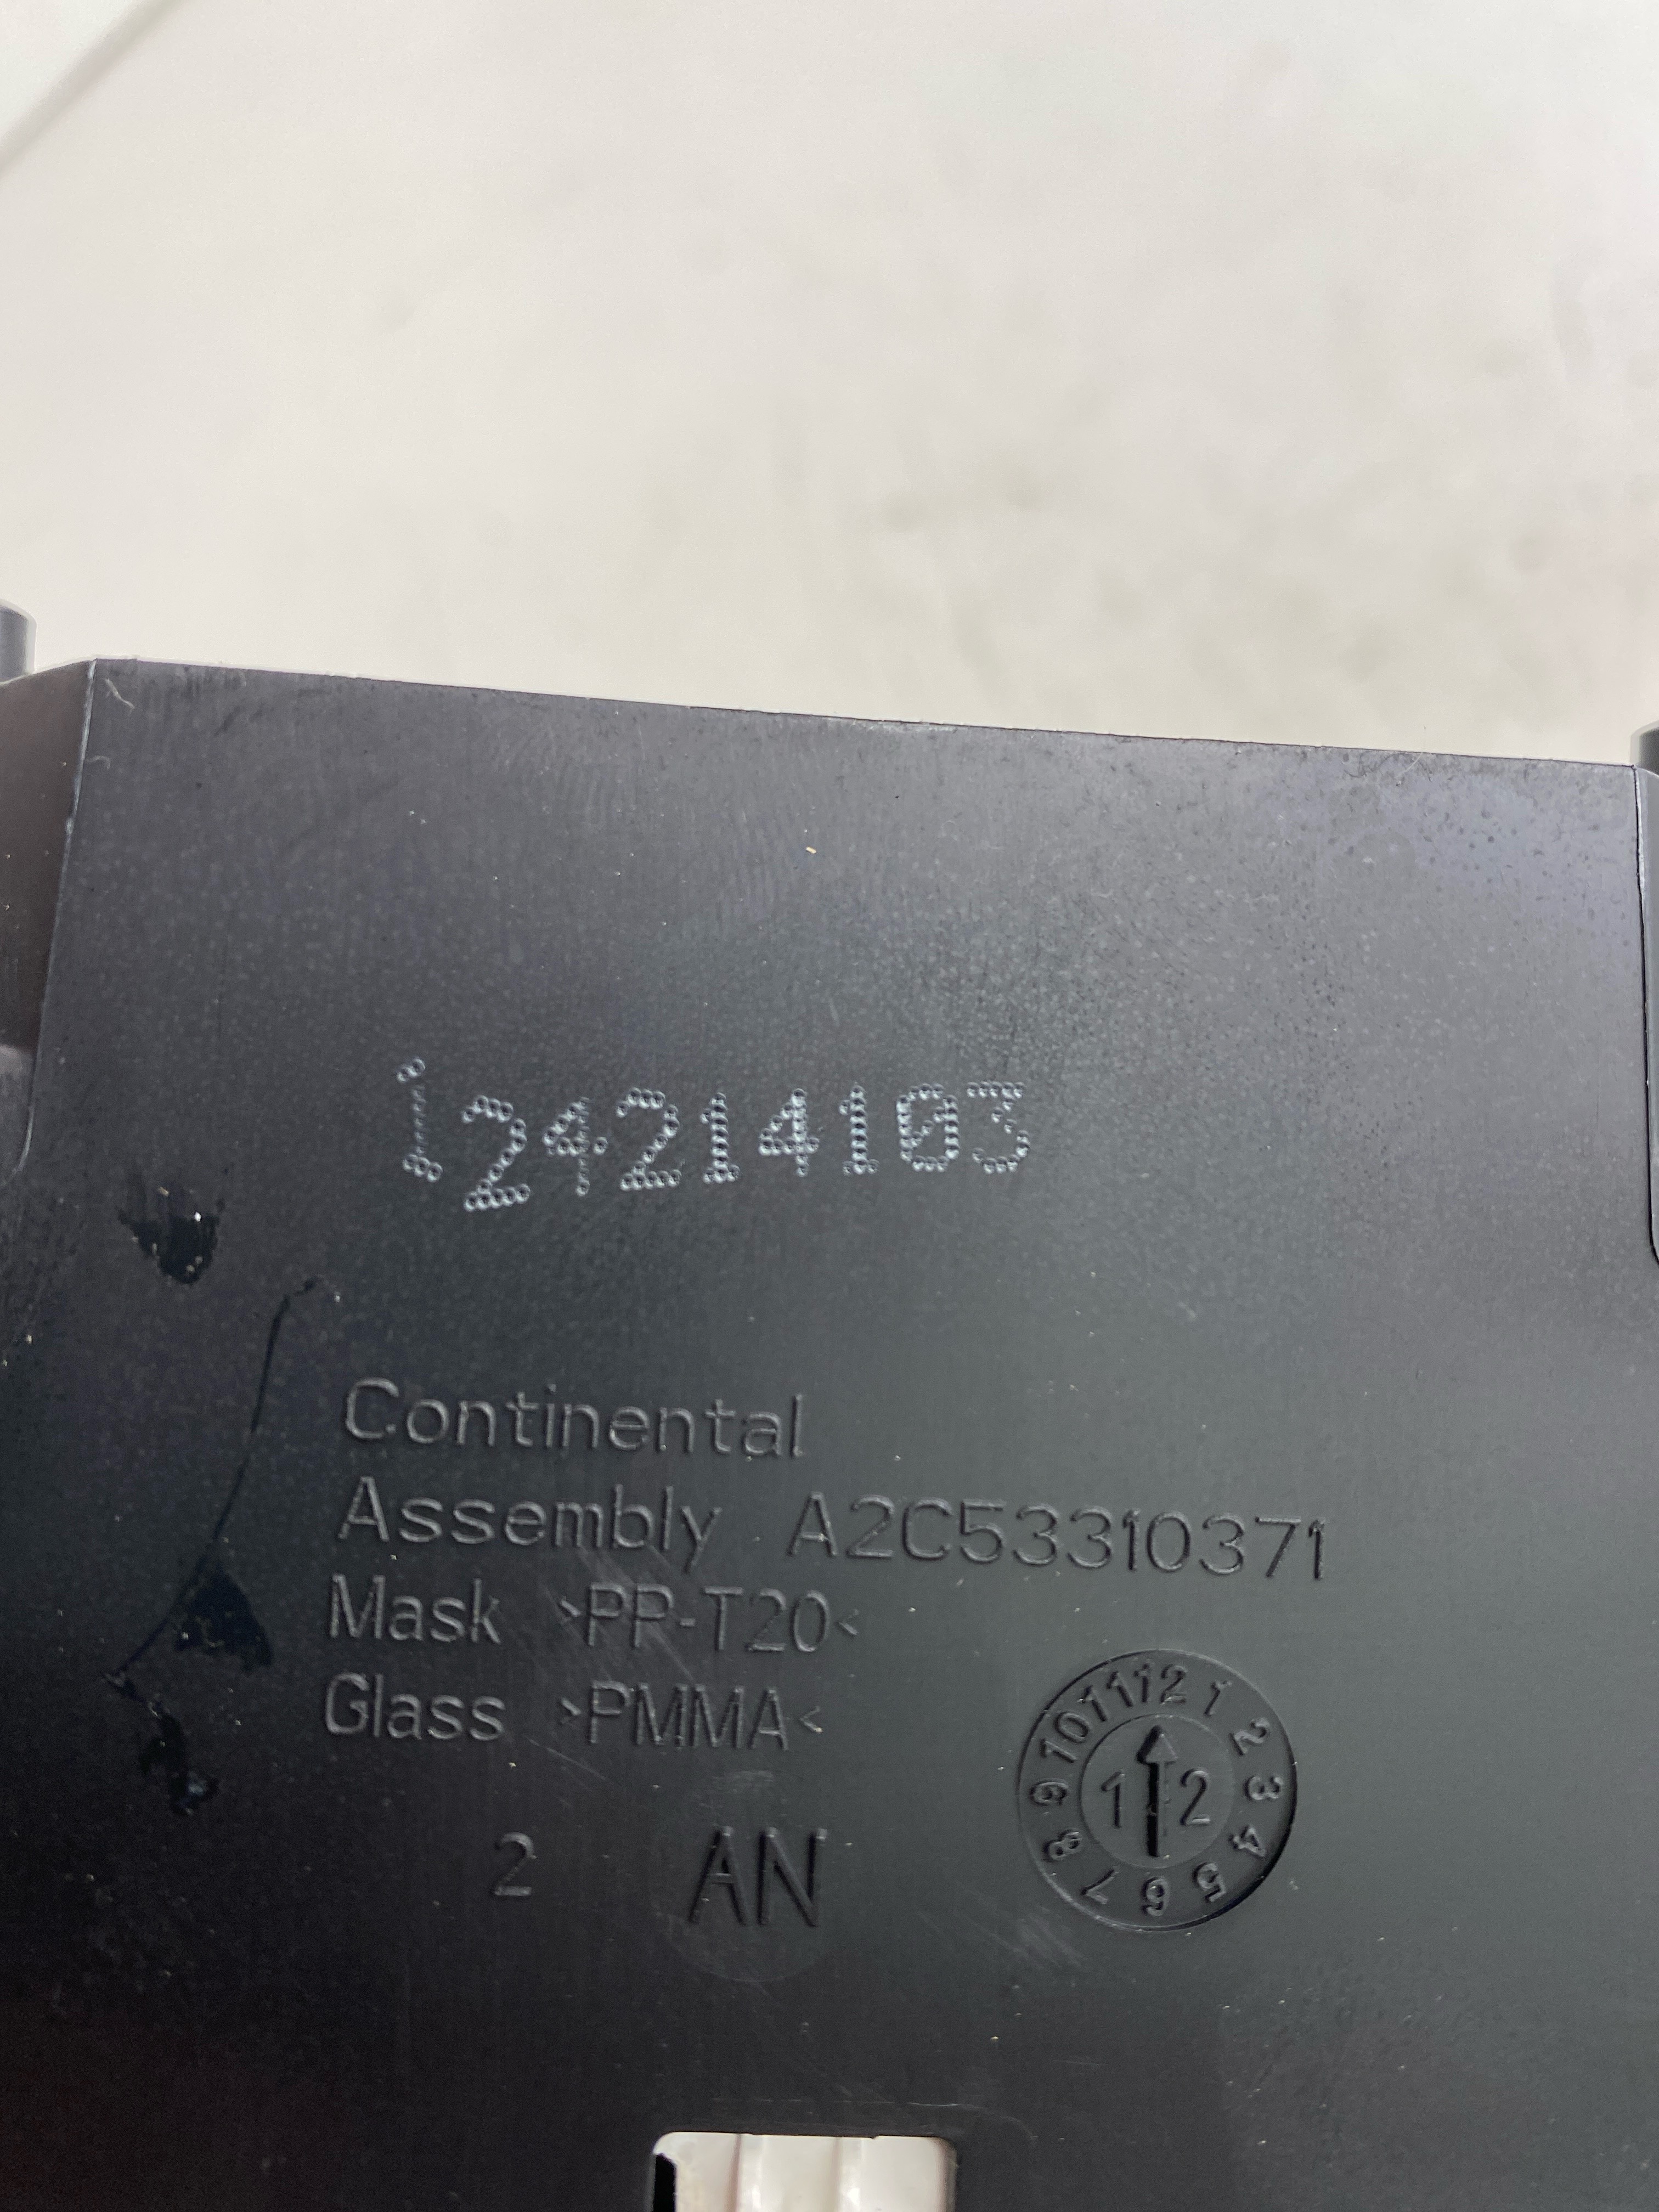 124214103
Continental
Assembly A2C53310371
Mask >PP-T20<
Glass >PMMA<
2 AN
1 2 3 4 5 6 7 8 9 10 11 12
1 2